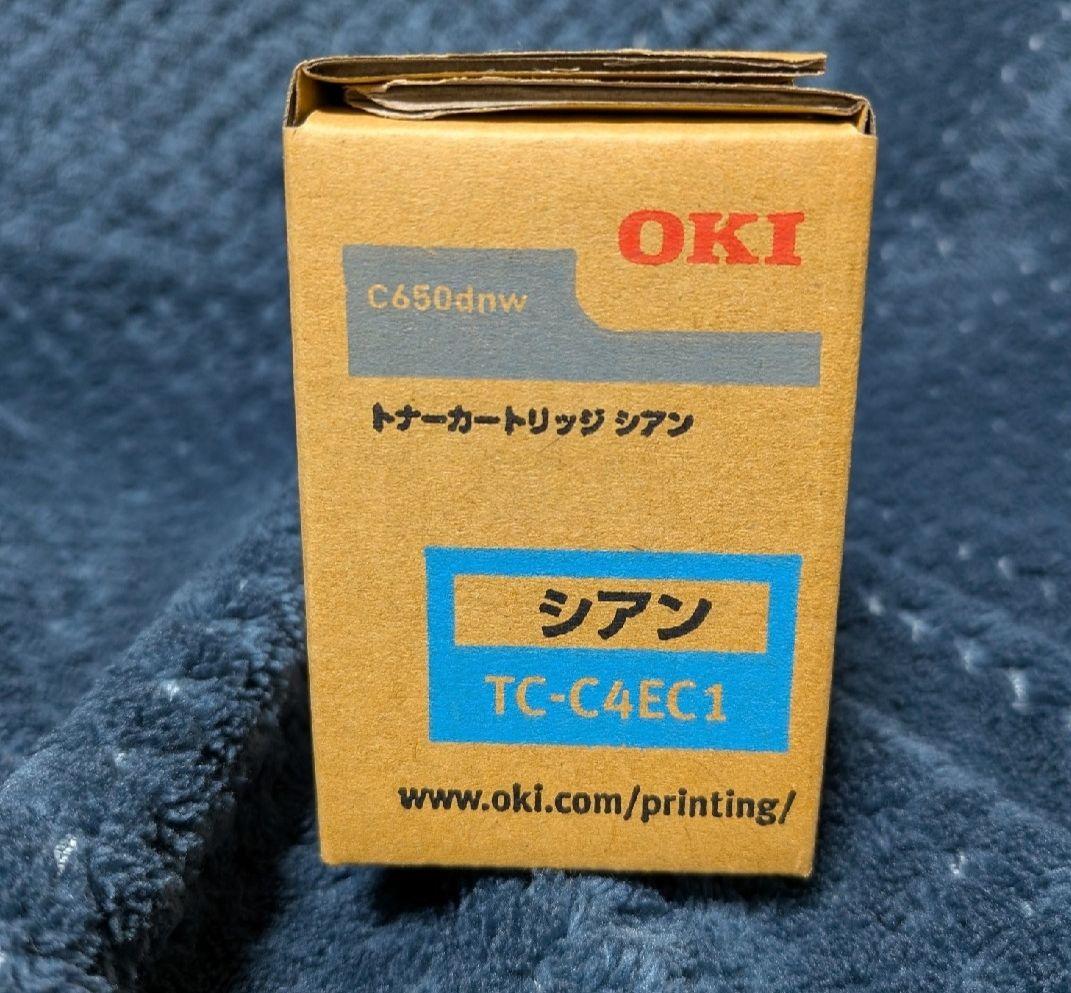 OKI
C650dnw
トナーカートリッジ シアン
シアン
TC-C4EC1
www.oki.com/printing/